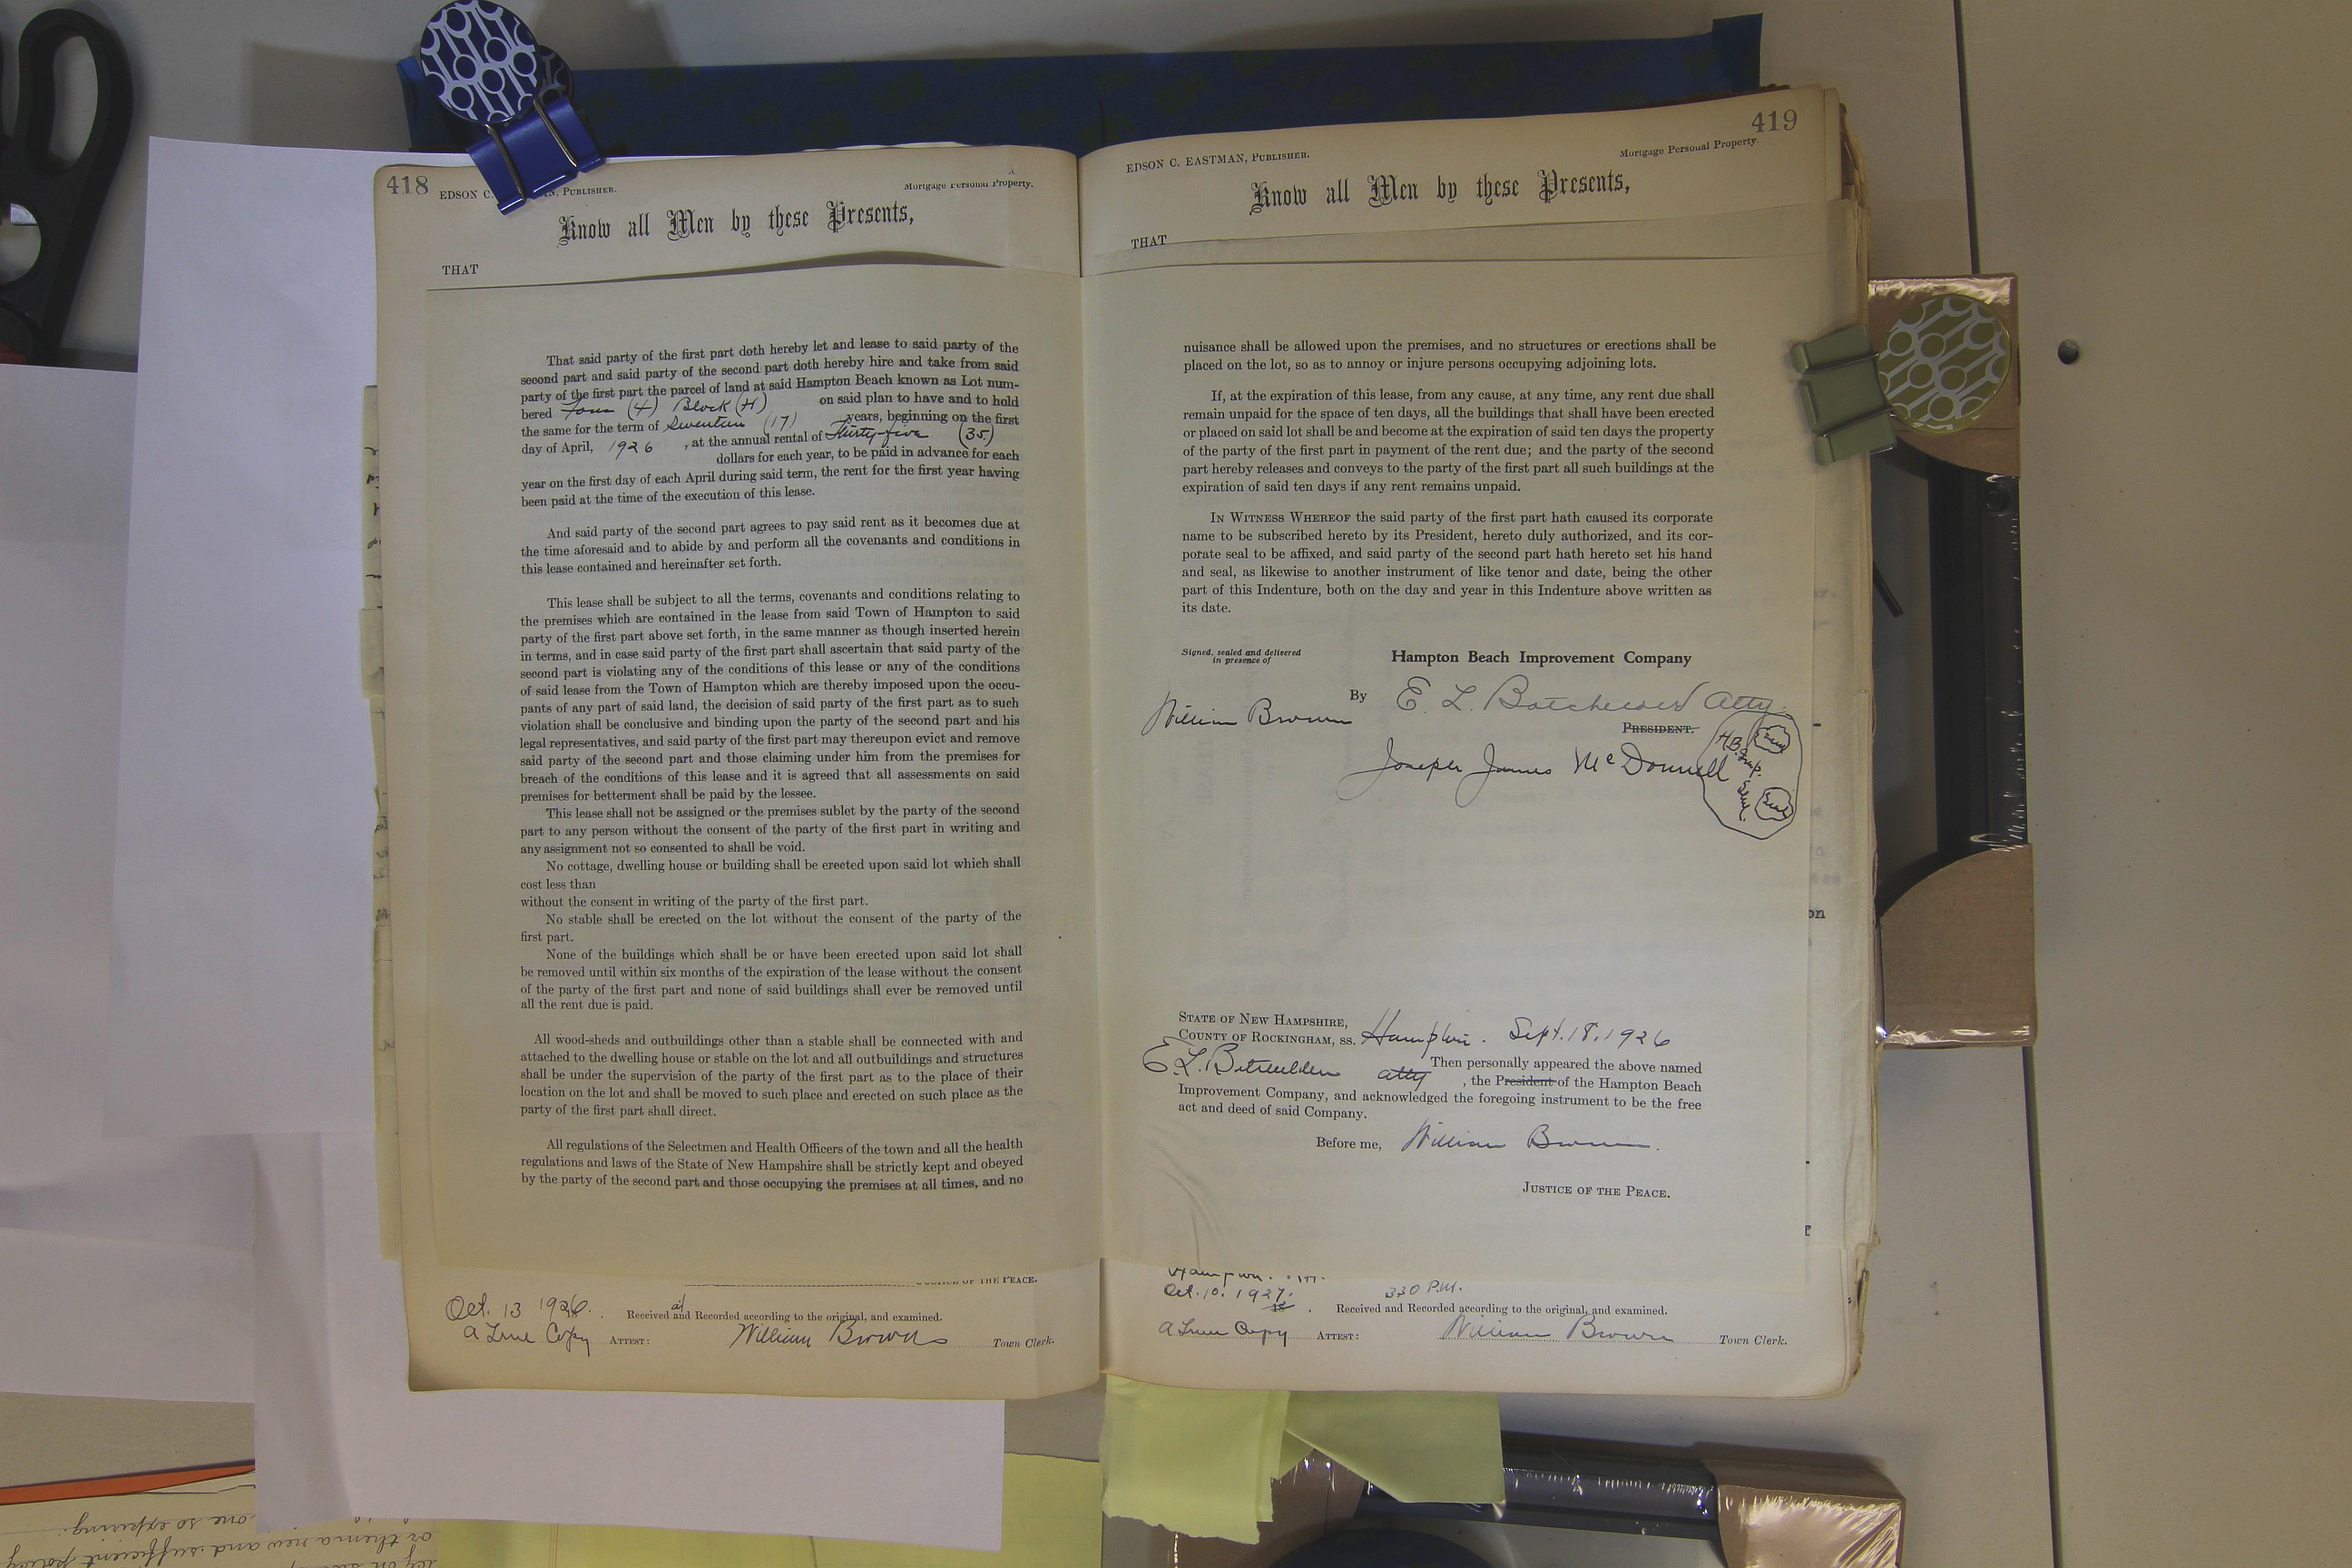 418
EDSON C. PUBLISHER.
Mortgage Personal Property.
Know all Men by these Presents,
THAT
That said party of the first part doth hereby let and lease to said party of the
second part and said party of the second part doth hereby hire and take from said
party of the first part the parcel of land at said Hampton Beach known as Lot num-
bered Four (4) Block (H) on said plan to have and to hold
the same for the term of Seventeen (17) years, beginning on the first
day of April, 1926 , at the annual rental of Thirty-five (35)
dollars for each year, to be paid in advance for each
year on the first day of each April during said term, the rent for the first year having
been paid at the time of the execution of this lease.
And said party of the second part agrees to pay said rent as it becomes due at
the time aforesaid and to abide by and perform all the covenants and conditions in
this lease contained and hereinafter set forth.
This lease shall be subject to all the terms, covenants and conditions relating to
the premises which are contained in the lease from said Town of Hampton to said
party of the first part above set forth, in the same manner as though inserted herein
in terms, and in case said party of the first part shall ascertain that said party of the
second part is violating any of the conditions of this lease or any of the conditions
of said lease from the Town of Hampton which are thereby imposed upon the occu-
pants of any part of said land, the decision of said party of the first part as to such
violation shall be conclusive and binding upon the party of the second part and his
legal representatives, and said party of the first part may thereupon evict and remove
said party of the second part and those claiming under him from the premises for
breach of the conditions of this lease and it is agreed that all assessments on said
premises for betterment shall be paid by the lessee.
This lease shall not be assigned or the premises sublet by the party of the second
part to any person without the consent of the party of the first part in writing and
any assignment not so consented to shall be void.
No cottage, dwelling house or building shall be erected upon said lot which shall
cost less than
without the consent in writing of the party of the first part.
No stable shall be erected on the lot without the consent of the party of the
first part.
None of the buildings which shall be or have been erected upon said lot shall
be removed until within six months of the expiration of the lease without the consent
of the party of the first part and none of said buildings shall ever be removed until
all the rent due is paid.
All wood-sheds and outbuildings other than a stable shall be connected with and
attached to the dwelling house or stable on the lot and all outbuildings and structures
shall be under the supervision of the party of the first part as to the place of their
location on the lot and shall be moved to such place and erected on such place as the
party of the first part shall direct.
All regulations of the Selectmen and Health Officers of the town and all the health
regulations and laws of the State of New Hampshire shall be strictly kept and obeyed
by the party of the second part and those occupying the premises at all times, and no
JUSTICE OF THE PEACE.
Oct. 13 1926. Received and Recorded according to the original, and examined.
A True Copy ATTEST: William Brown Town Clerk.
419
EDSON C. EASTMAN, PUBLISHER.
Mortgage Personal Property.
Know all Men by these Presents,
THAT
nuisance shall be allowed upon the premises, and no structures or erections shall be
placed on the lot, so as to annoy or injure persons occupying adjoining lots.
If, at the expiration of this lease, from any cause, at any time, any rent due shall
remain unpaid for the space of ten days, all the buildings that shall have been erected
or placed on said lot shall be and become at the expiration of said ten days the property
of the party of the first part in payment of the rent due; and the party of the second
part hereby releases and conveys to the party of the first part all such buildings at the
expiration of said ten days if any rent remains unpaid.
IN WITNESS WHEREOF the said party of the first part hath caused its corporate
name to be subscribed hereto by its President, hereto duly authorized, and its cor-
porate seal to be affixed, and said party of the second part hath hereto set his hand
and seal, as likewise to another instrument of like tenor and date, being the other
part of this Indenture, both on the day and year in this Indenture above written as
its date.
Signed, sealed and delivered
in presence of
Hampton Beach Improvement Company
William Brown
By E. L. Batchelder Atty.
PRESIDENT.
Joseph James McDonnell
H.B. Imp. Seal.
Seal
Seal
STATE OF NEW HAMPSHIRE,
COUNTY OF ROCKINGHAM, SS. Hampton. Sept. 18, 1926
E L. Batchelder Then personally appeared the above named
atty , the President of the Hampton Beach
Improvement Company, and acknowledged the foregoing instrument to be the free
act and deed of said Company.
Before me, William Brown.
JUSTICE OF THE PEACE.
Hampton. N.H.
Oct. 10. 1927. 330 P.M.
Received and Recorded according to the original, and examined.
A True Copy ATTEST: William Brown Town Clerk.
one so expiring.
or them a new and sufficient policy